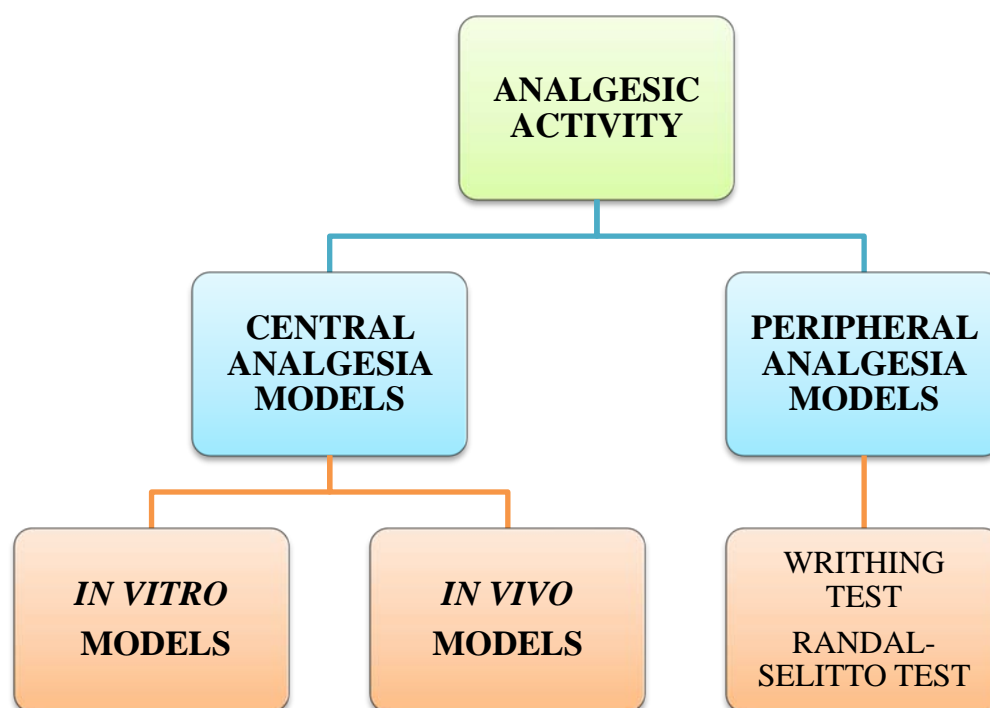 ANALGESIC
ACTIVITY
CENTRAL
ANALGESIA
MODELS
PERIPHERAL
ANALGESIA
MODELS
IN VITRO
MODELS
IN VIVO
MODELS
WRITHING
TEST
RANDAL-
SELITTO TEST